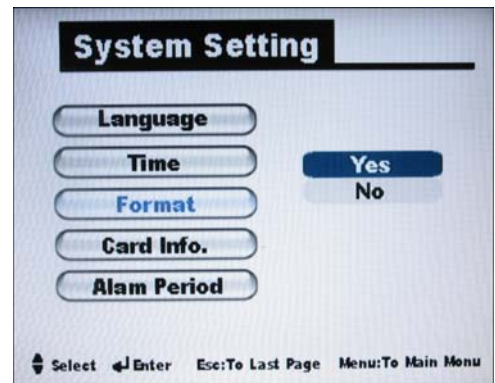 System Setting
Language
Time
Yes
Format
No
Card Info.
Alam Period
Select Enter Esc:To Last Page Menu:To Main Monu